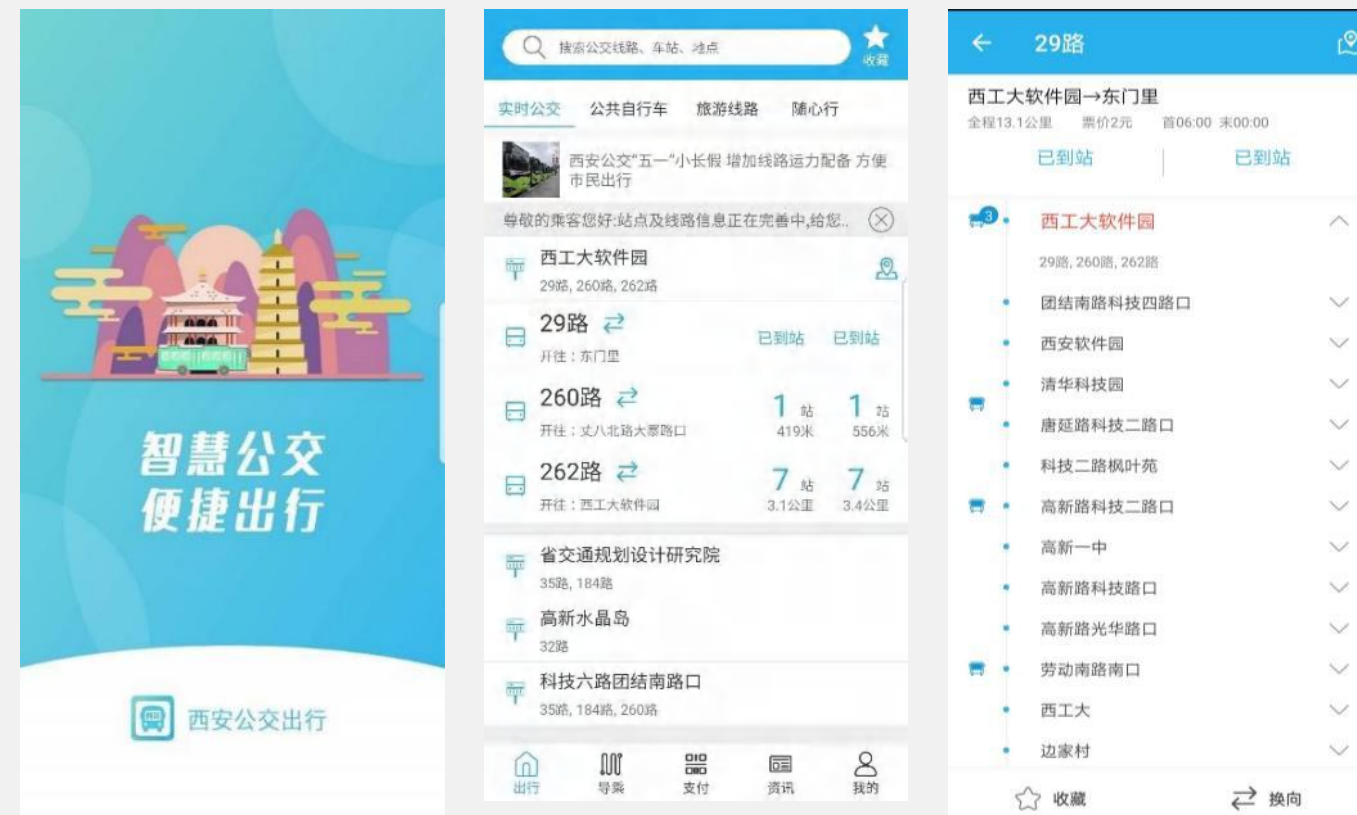 智慧公交
便捷出行
西安公交出行
搜索公交线路、车站、地点
收藏
实时公交 公共自行车 旅游线路 随心行
西安公交“五一”小长假 增加线路运力配备 方便
市民出行
尊敬的乘客您好:站点及线路信息正在完善中,给您..
西工大软件园
29路, 260路, 262路
29路
已到站 已到站
开往：东门里
260路
1 站 1 站
开往：丈八北路大寨路口 419米 556米
262路
7 站 7 站
开往：西工大软件园 3.1公里 3.4公里
省交通规划设计研究院
35路, 184路
高新水晶岛
32路
科技六路团结南路口
35路, 184路, 260路
出行 导乘 支付 资讯 我的
29路
西工大软件园→东门里
全程13.1公里 票价2元 首06:00 末00:00
已到站 已到站
3
西工大软件园
29路, 260路, 262路
团结南路科技四路口
西安软件园
清华科技园
唐延路科技二路口
科技二路枫叶苑
高新路科技二路口
高新一中
高新路科技路口
高新路光华路口
劳动南路南口
西工大
边家村
收藏 换向